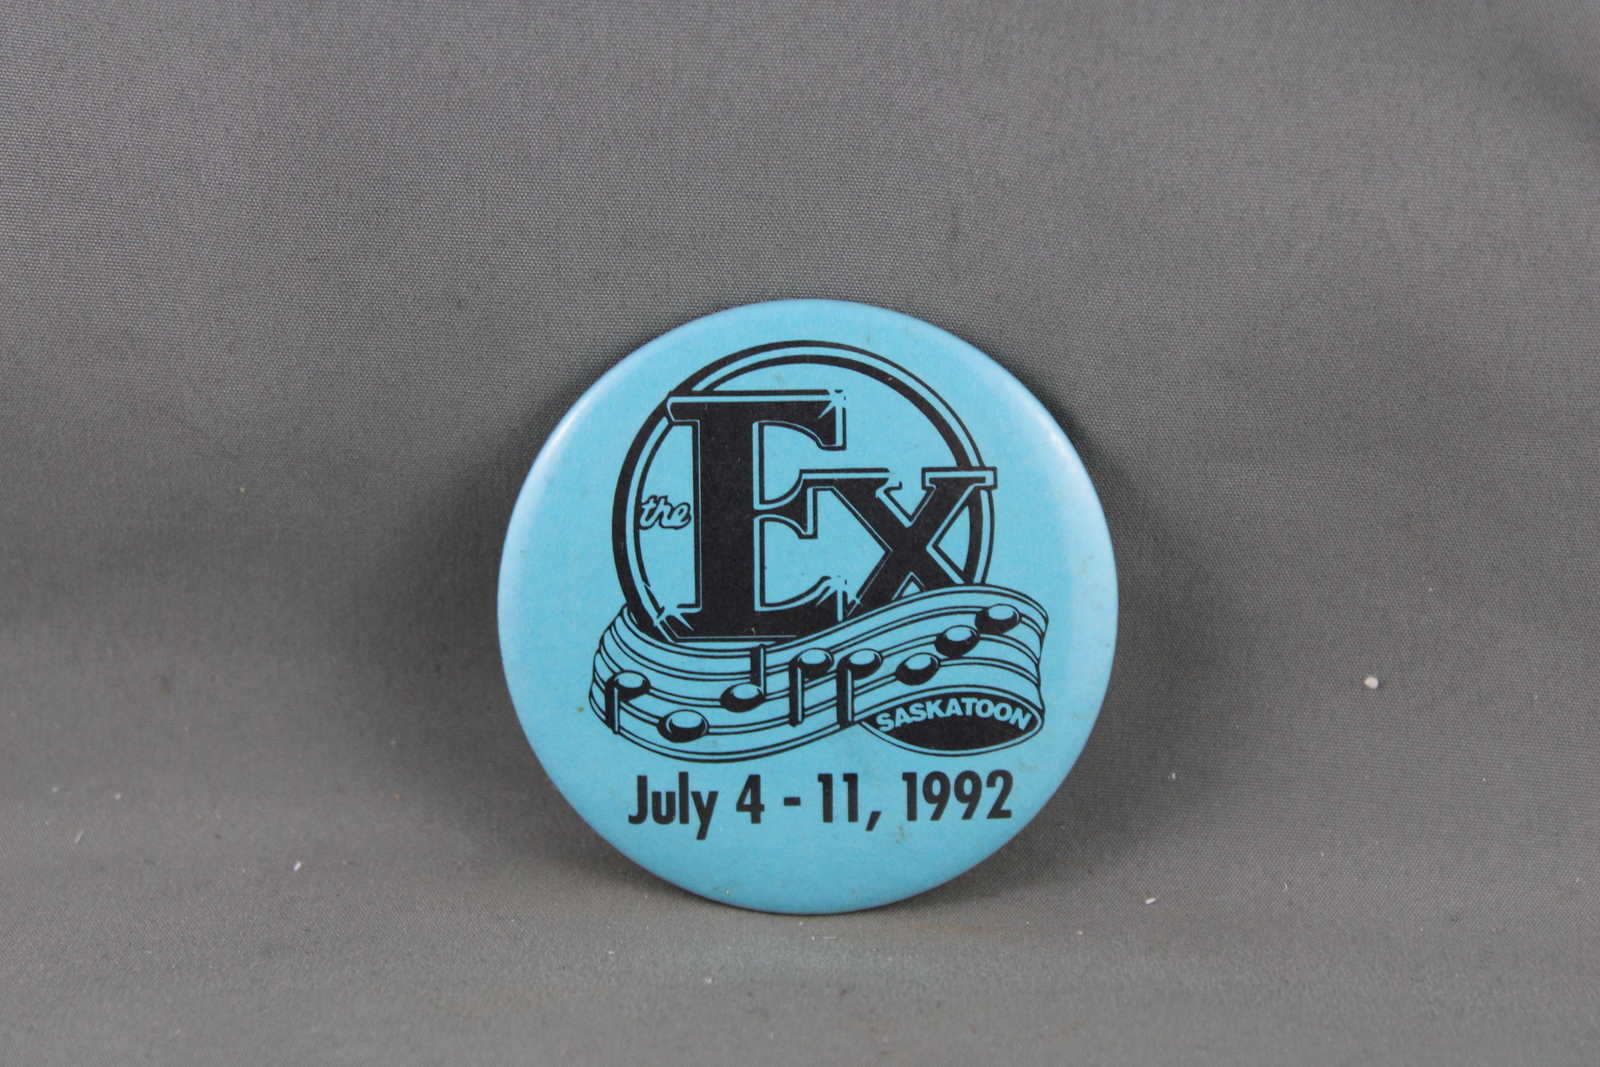 the
Ex
SASKATOON
July 4 - 11, 1992